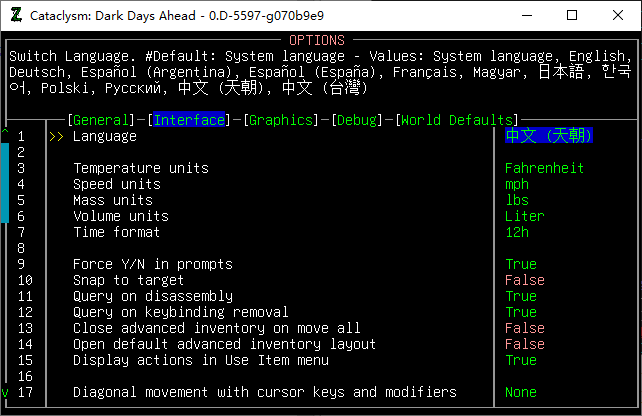 Cataclysm: Dark Days Ahead - 0.D-5597-g070b9e9
OPTIONS
Switch Language. #Default: System language - Values: System language, English,
Deutsch, Español (Argentina), Español (España), Français, Magyar, 日本語, 한국
어, Polski, Русский, 中文 (天朝), 中文 (台灣)
[General] [Interface] [Graphics] [Debug] [World Defaults]
^
1 >> Language 中文 (天朝)
2
3 Temperature units Fahrenheit
4 Speed units mph
5 Mass units lbs
6 Volume units Liter
7 Time format 12h
8
9 Force Y/N in prompts True
10 Snap to target False
11 Query on disassembly True
12 Query on keybinding removal True
13 Close advanced inventory on move all False
14 Open default advanced inventory layout False
15 Display actions in Use Item menu True
16
v 17 Diagonal movement with cursor keys and modifiers None